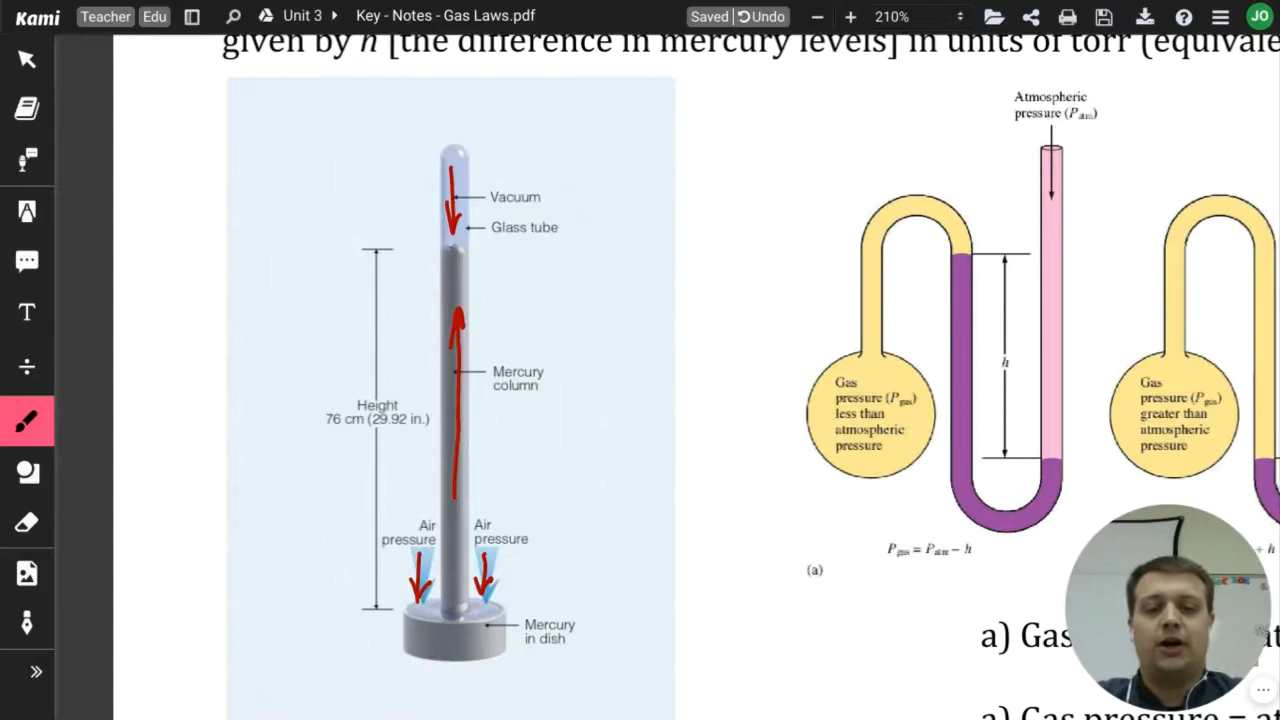 Kami
Teacher
Edu
Unit 3
Key - Notes - Gas Laws.pdf
Saved
Undo
210%
JO
given by h [the difference in mercury levels] in units of torr (equivale
Vacuum
Glass tube
Height
76 cm (29.92 in.)
Mercury
column
Air
pressure
Air
pressure
Mercury
in dish
Atmospheric
pressure (Patm)
h
Gas
pressure (Pgas)
less than
atmospheric
pressure
Pgas = Patm − h
(a)
Gas
pressure (Pgas)
greater than
atmospheric
pressure
+ h
a) Gas
a) Gas pressure = at